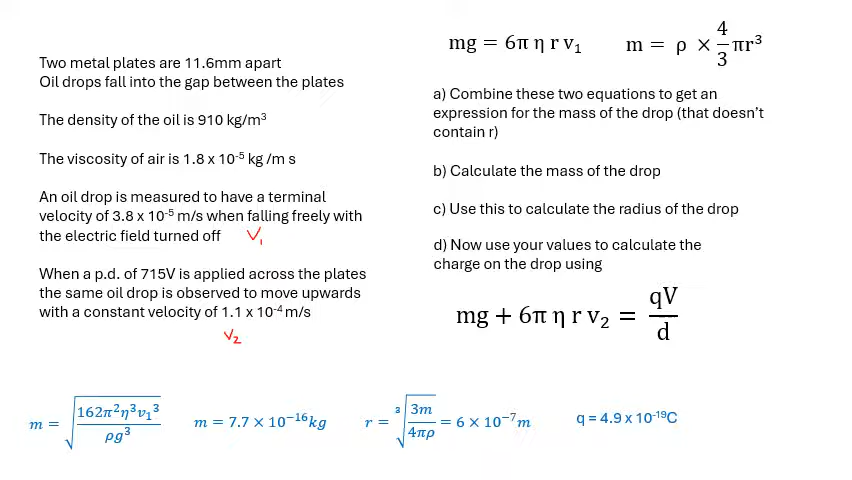 Two metal plates are 11.6mm apart
Oil drops fall into the gap between the plates
The density of the oil is 910 kg/m³
The viscosity of air is 1.8 x 10⁻⁵ kg /m s
An oil drop is measured to have a terminal
velocity of 3.8 x 10⁻⁵ m/s when falling freely with
the electric field turned off V₁
When a p.d. of 715V is applied across the plates
the same oil drop is observed to move upwards
with a constant velocity of 1.1 x 10⁻⁴ m/s
V₂
mg = 6π η r v₁ m = ρ × 4/3 πr³
a) Combine these two equations to get an
expression for the mass of the drop (that doesn't
contain r)
b) Calculate the mass of the drop
c) Use this to calculate the radius of the drop
d) Now use your values to calculate the
charge on the drop using
mg + 6π η r v₂ = qV/d
m = √(162π²η³v₁³/ρg³) m = 7.7 × 10⁻¹⁶kg r = ³√(3m/4πρ) = 6 × 10⁻⁷m q = 4.9 x 10⁻¹⁹C